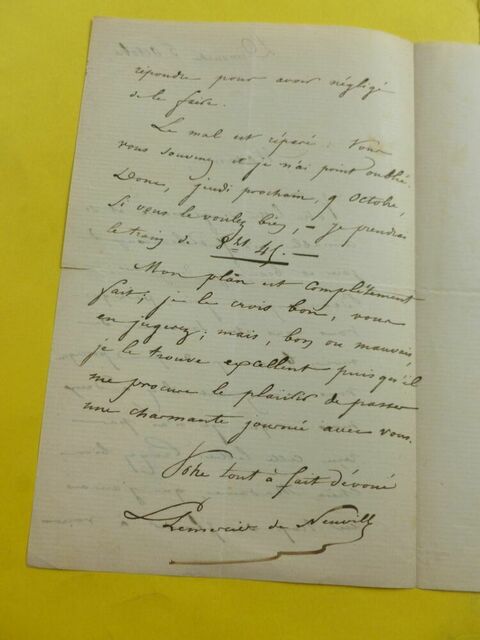 répondre pour avoir négligé
de le faire.
Le mal est réparé : Vous
vous souvenez et je n'ai point oublié.
Donc, jeudi prochain, 9 Octobre,
Si vous le voulez bien, — je prendrai
le train de 8h 45. —
Mon plan est complètement
fait ; je le crois bon, vous
en jugerez ; mais, bon ou mauvais,
je le trouve excellent puisqu'il
me procure le plaisir de passer
une charmante journée avec vous.
Votre tout à fait dévoué
Lemercier de Neuville